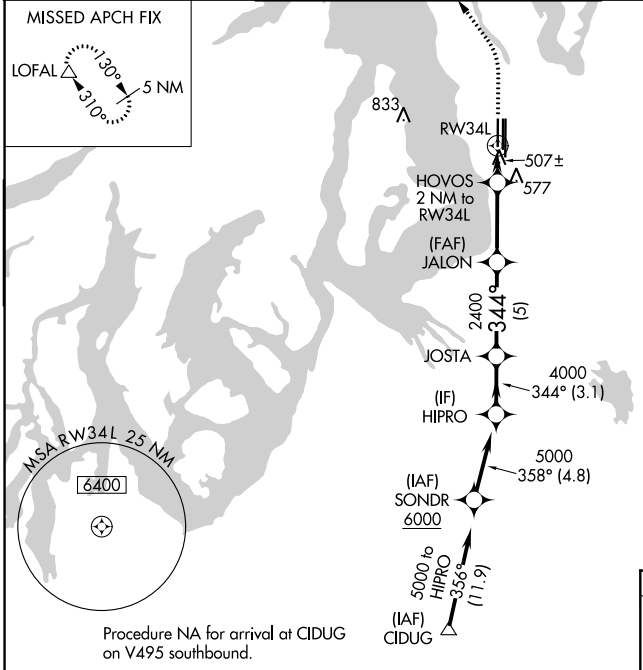 MISSED APCH FIX
LOFAL
130°
310°
5 NM
833
RW34L
507±
577
HOVOS
2 NM to
RW34L
(FAF)
JALON
2400
344°
(5)
JOSTA
4000
344° (3.1)
(IF)
HIPRO
5000
358° (4.8)
(IAF)
SONDR
6000
5000 to
HIPRO
356°
(11.9)
(IAF)
CIDUG
MSA RW34L 25 NM
6400
Procedure NA for arrival at CIDUG
on V495 southbound.